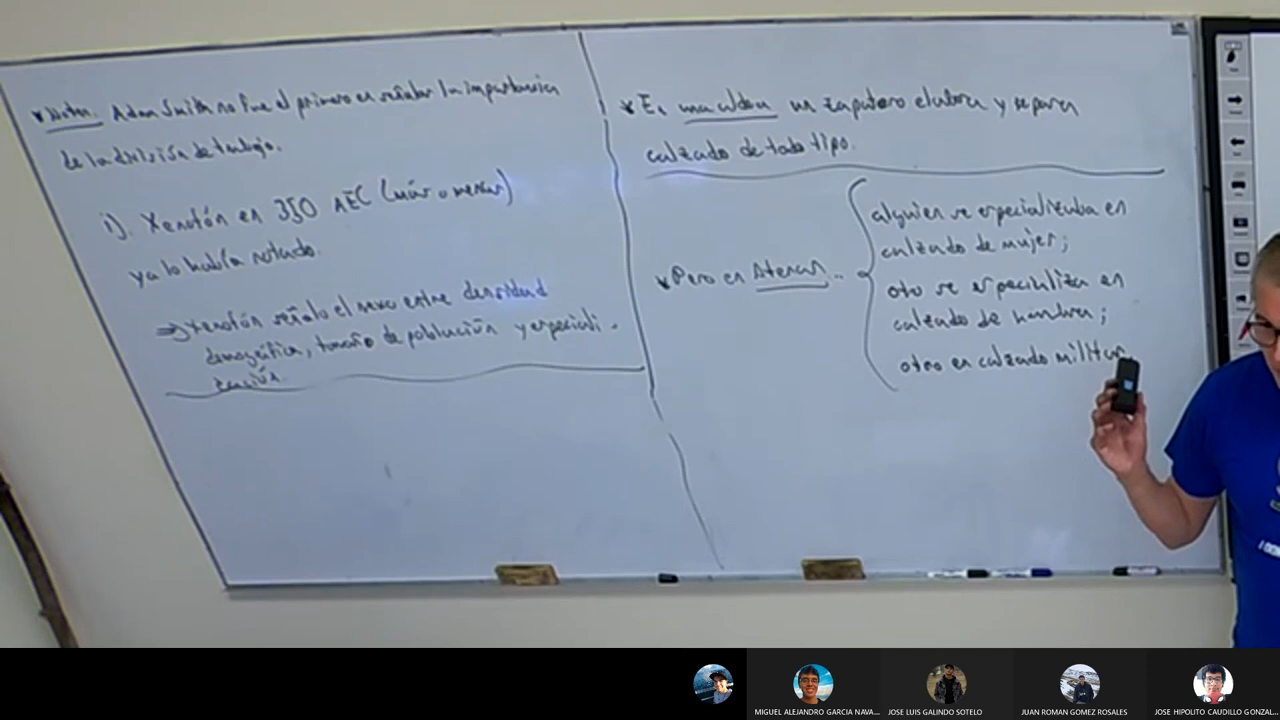 * Nota. Adam Smith no fue el primero en señalar la importancia
de la división de trabajo.
i). Xenofón en 350 AEC (más o menos)
ya lo había notado.
⇒ Xenofón señaló el nexo entre densidad
demográfica, tamaño de población y especiali-
zación.
* En una aldea un zapatero elabora y repara
calzado de todo tipo.
* Pero en Atenas..
alguien se especializaba en
calzado de mujer;
otro se especializa en
calzado de hombre;
otro en calzado militar
MIGUEL ALEJANDRO GARCIA NAVA...
JOSE LUIS GALINDO SOTELO
JUAN ROMAN GOMEZ ROSALES
JOSE HIPOLITO CAUDILLO GONZAL...